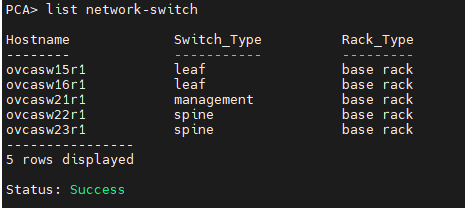 PCA> list network-switch
Hostname Switch_Type Rack_Type
-------- ----------- ---------
ovcasw15r1 leaf base rack
ovcasw16r1 leaf base rack
ovcasw21r1 management base rack
ovcasw22r1 spine base rack
ovcasw23r1 spine base rack
-----------------
5 rows displayed
Status: Success